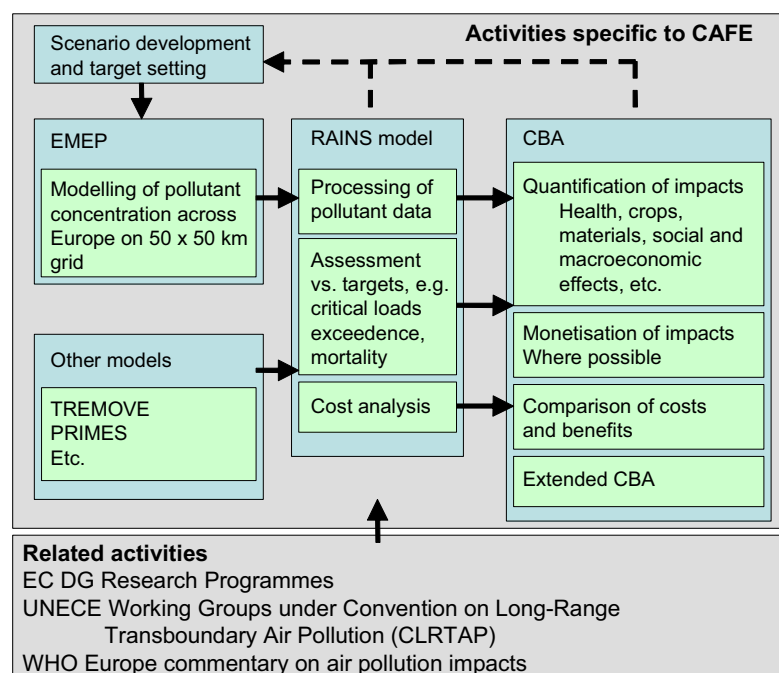 Scenario development
and target setting
Activities specific to CAFE
EMEP
Modelling of pollutant
concentration across
Europe on 50 x 50 km
grid
Other models
TREMOVE
PRIMES
Etc.
RAINS model
Processing of
pollutant data
Assessment
vs. targets, e.g.
critical loads
exceedence,
mortality
Cost analysis
CBA
Quantification of impacts
Health, crops,
materials, social and
macroeconomic
effects, etc.
Monetisation of impacts
Where possible
Comparison of costs
and benefits
Extended CBA
Related activities
EC DG Research Programmes
UNECE Working Groups under Convention on Long-Range
Transboundary Air Pollution (CLRTAP)
WHO Europe commentary on air pollution impacts